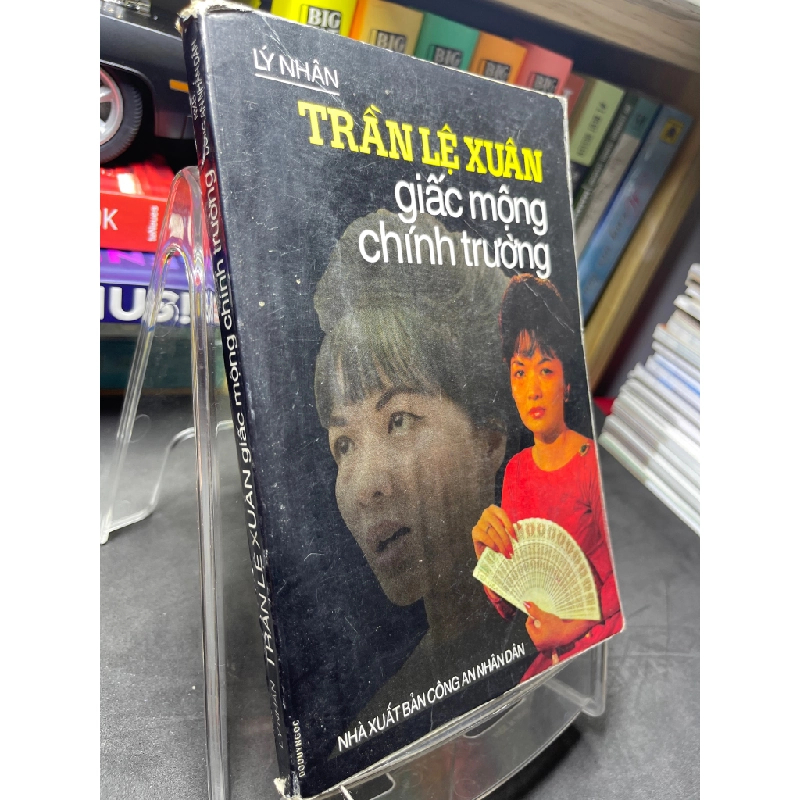 LÝ NHÂN
TRẦN LỆ XUÂN
giấc mộng
chính trường
NHÀ XUẤT BẢN CÔNG AN NHÂN DÂN
LÝ NHÂN TRẦN LỆ XUÂN giấc mộng chính trường
BIG
BIG
BIG
BIG